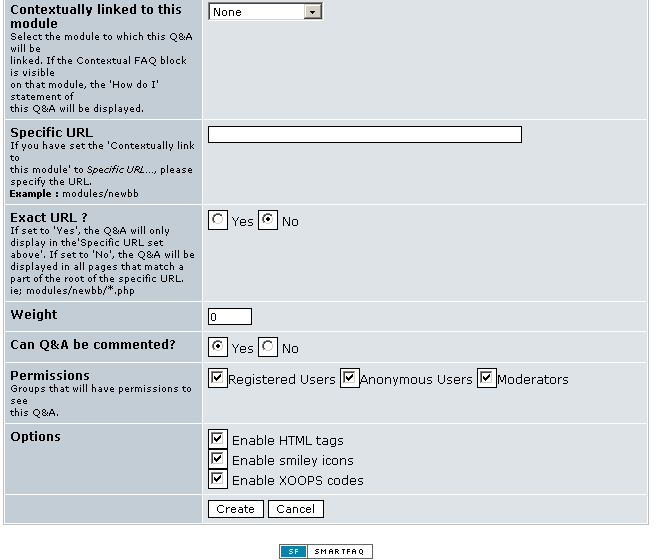 Contextually linked to this
module
Select the module to which this Q&A
will be
linked. If the Contextual FAQ block
is visible
on that module, the 'How do I'
statement of
this Q&A will be displayed.
None
Specific URL
If you have set the 'Contextually link
to
this module' to Specific URL..., please
specify the URL.
Example : modules/newbb
Exact URL ?
If set to 'Yes', the Q&A will only
display in the'Specific URL set
above'. If set to 'No', the Q&A will be
displayed in all pages that match a
part of the root of the specific URL.
ie; modules/newbb/*.php
Yes No
Weight
0
Can Q&A be commented?
Yes No
Permissions
Groups that will have permissions to
see
this Q&A.
Registered Users Anonymous Users Moderators
Options
Enable HTML tags
Enable smiley icons
Enable XOOPS codes
Create Cancel
SF SMARTFAQ